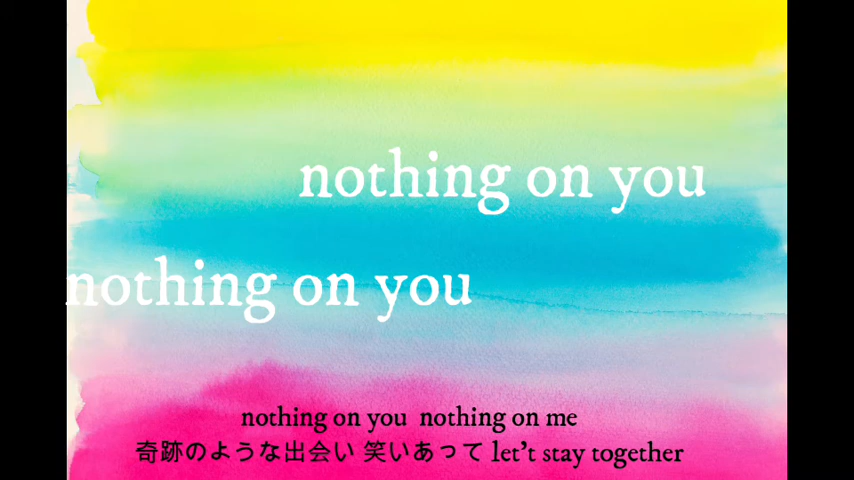 nothing on you
nothing on you
nothing on you nothing on me
奇跡のような出会い 笑いあって let's stay together